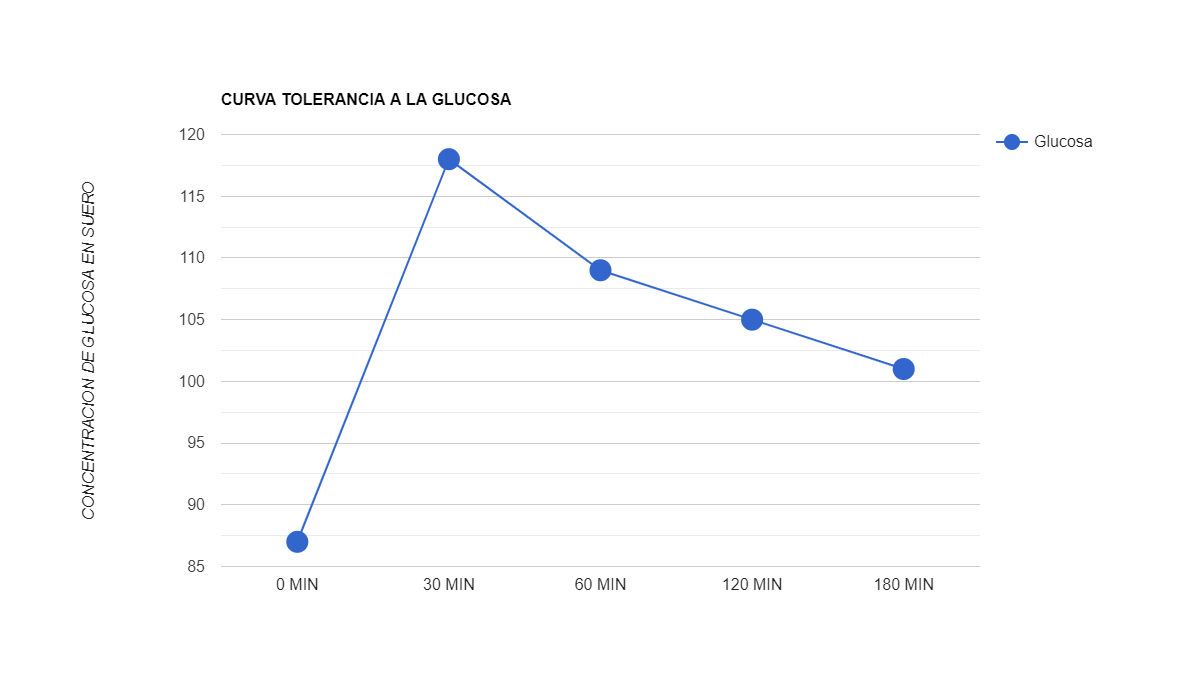 CURVA TOLERANCIA A LA GLUCOSA
Glucosa
CONCENTRACION DE GLUCOSA EN SUERO
120
115
110
105
100
95
90
85
0 MIN
30 MIN
60 MIN
120 MIN
180 MIN